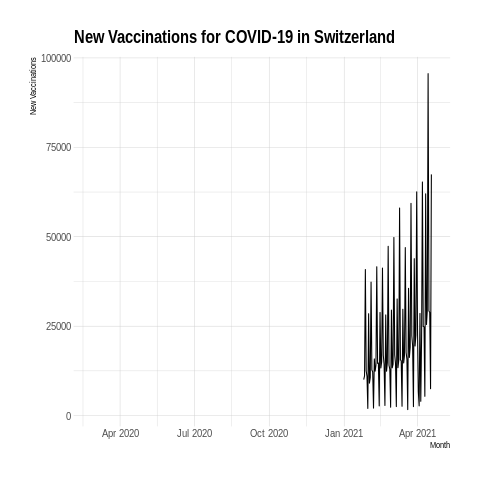 New Vaccinations for COVID-19 in Switzerland
New Vaccinations
100000
75000
50000
25000
0
Apr 2020 Jul 2020 Oct 2020 Jan 2021 Apr 2021
Month